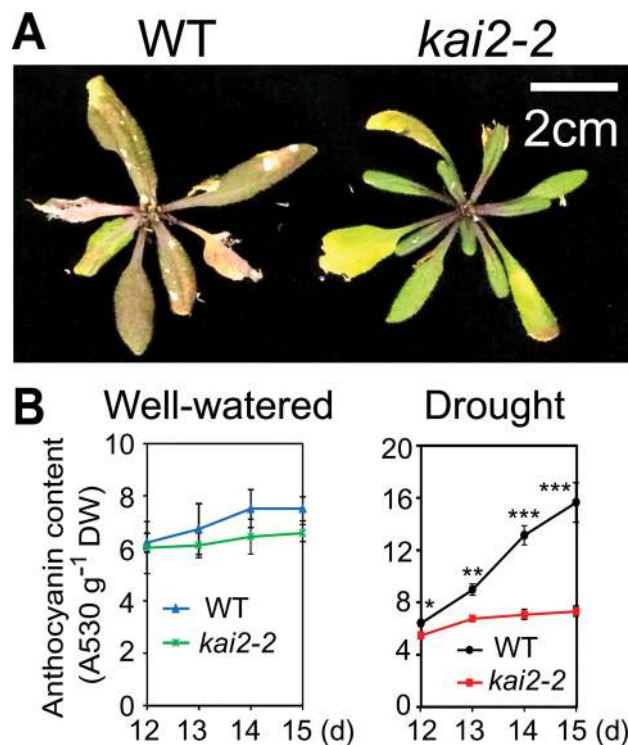 A
WT
kai2-2
2cm
B
Well-watered
Drought
Anthocyanin content
(A530 g⁻¹ DW)
10
8
6
4
2
0
WT
kai2-2
12 13 14 15 (d)
20
16
12
8
4
0
*
**
***
***
WT
kai2-2
12 13 14 15 (d)